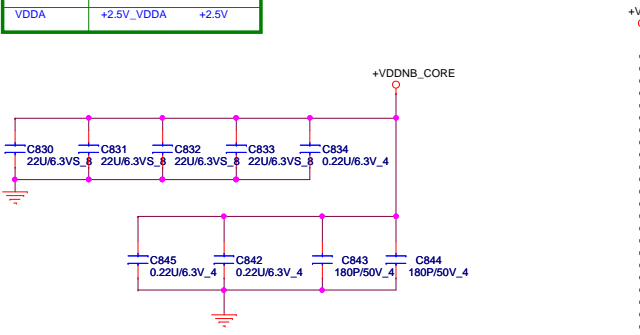 VDDA +2.5V_VDDA +2.5V
+V
+VDDNB_CORE
C830 C831 C832 C833 C834
22U/6.3VS_8 22U/6.3VS_8 22U/6.3VS_8 22U/6.3VS_8 0.22U/6.3V_4
C845 C842 C843 C844
0.22U/6.3V_4 0.22U/6.3V_4 180P/50V_4 180P/50V_4